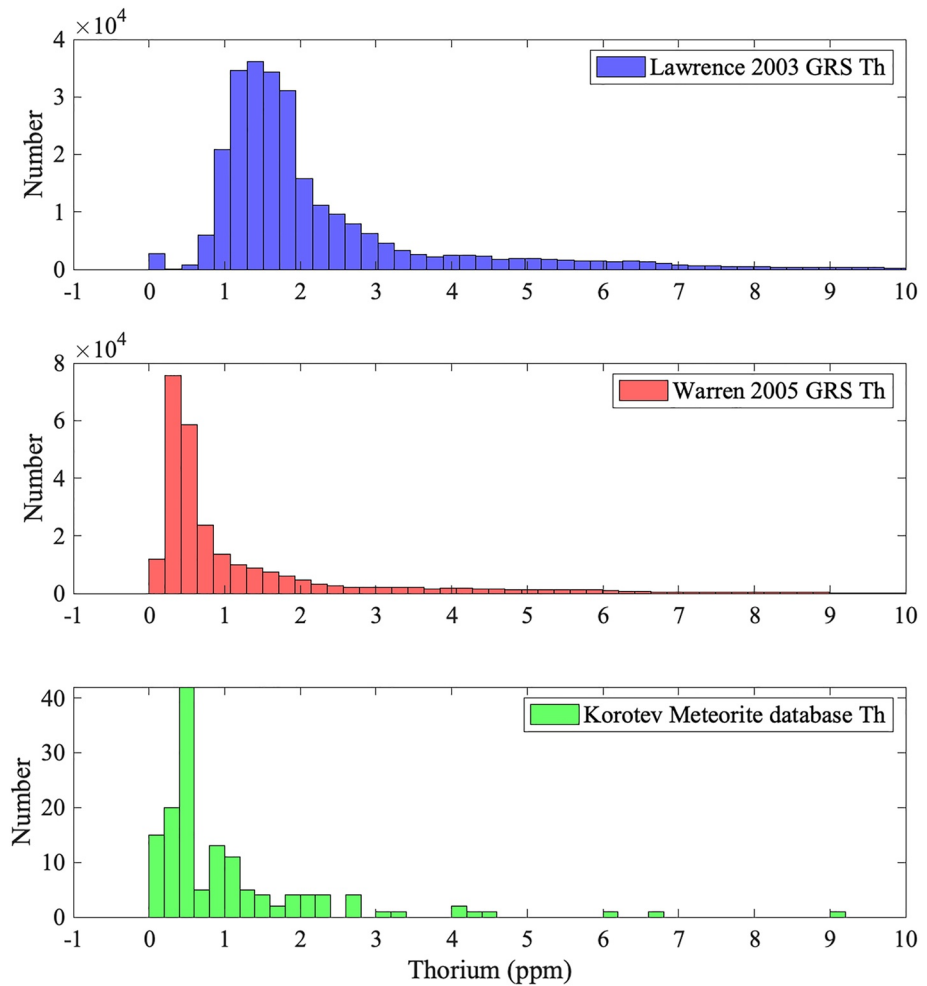 ×10⁴
4
3
2
1
0
Number
Lawrence 2003 GRS Th
-1 0 1 2 3 4 5 6 7 8 9 10
×10⁴
8
6
4
2
0
Number
Warren 2005 GRS Th
-1 0 1 2 3 4 5 6 7 8 9 10
40
30
20
10
0
Number
Korotev Meteorite database Th
-1 0 1 2 3 4 5 6 7 8 9 10
Thorium (ppm)